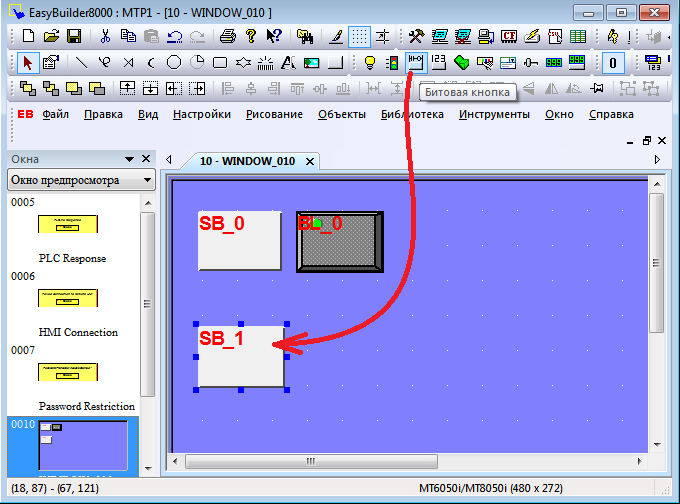 EasyBuilder8000 : MTP1 - [10 - WINDOW_010 ]
Битовая кнопка
EB Файл Правка Вид Настройки Рисование Объекты Библиотека Инструменты Окно Справка
Окна
10 - WINDOW_010
Окно предпросмотра
0005
PLC Response
0006
HMI Connection
0007
Password Restriction
0010
SB_0
BL_0
SB_1
(18, 87) - (67, 121)
MT6050i/MT8050i (480 x 272)